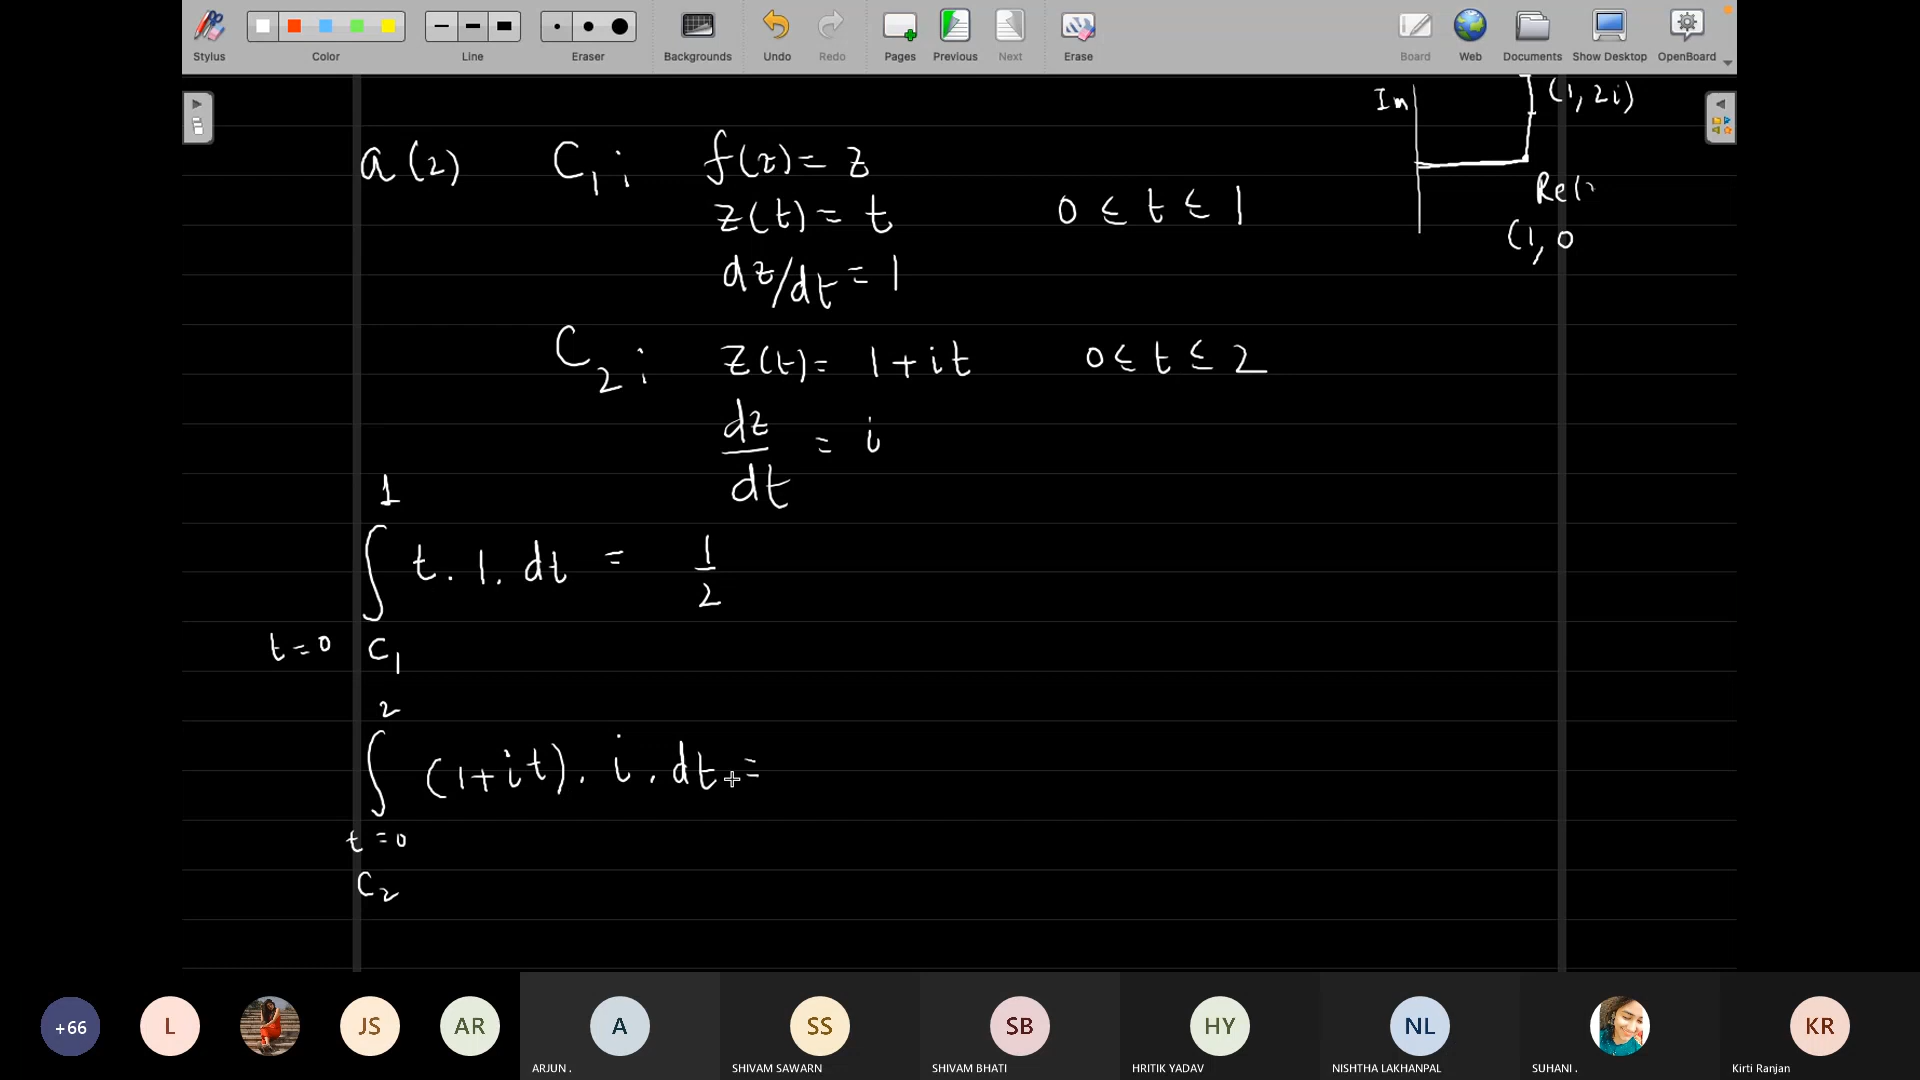 Stylus Color Line Eraser Backgrounds Undo Redo Pages Previous Next Erase Board Web Documents Show Desktop OpenBoard
Im (1, 2i)
a(2) C₁ ; f(z) = z
z(t) = t 0 ≤ t ≤ 1
dz/dt = 1
(1, 0
C₂ ; z(t) = 1 + it 0 ≤ t ≤ 2
dz/dt = i
1
∫ t . 1 . dt = 1/2
t = 0 C₁
2
∫ (1+it) . i . dt =
t = 0
C₂
+66 L JS AR A SS SB HY NL KR
ARJUN . SHIVAM SAWARN SHIVAM BHATI HRITIK YADAV NISHTHA LAKHANPAL SUHANI . Kirti Ranjan